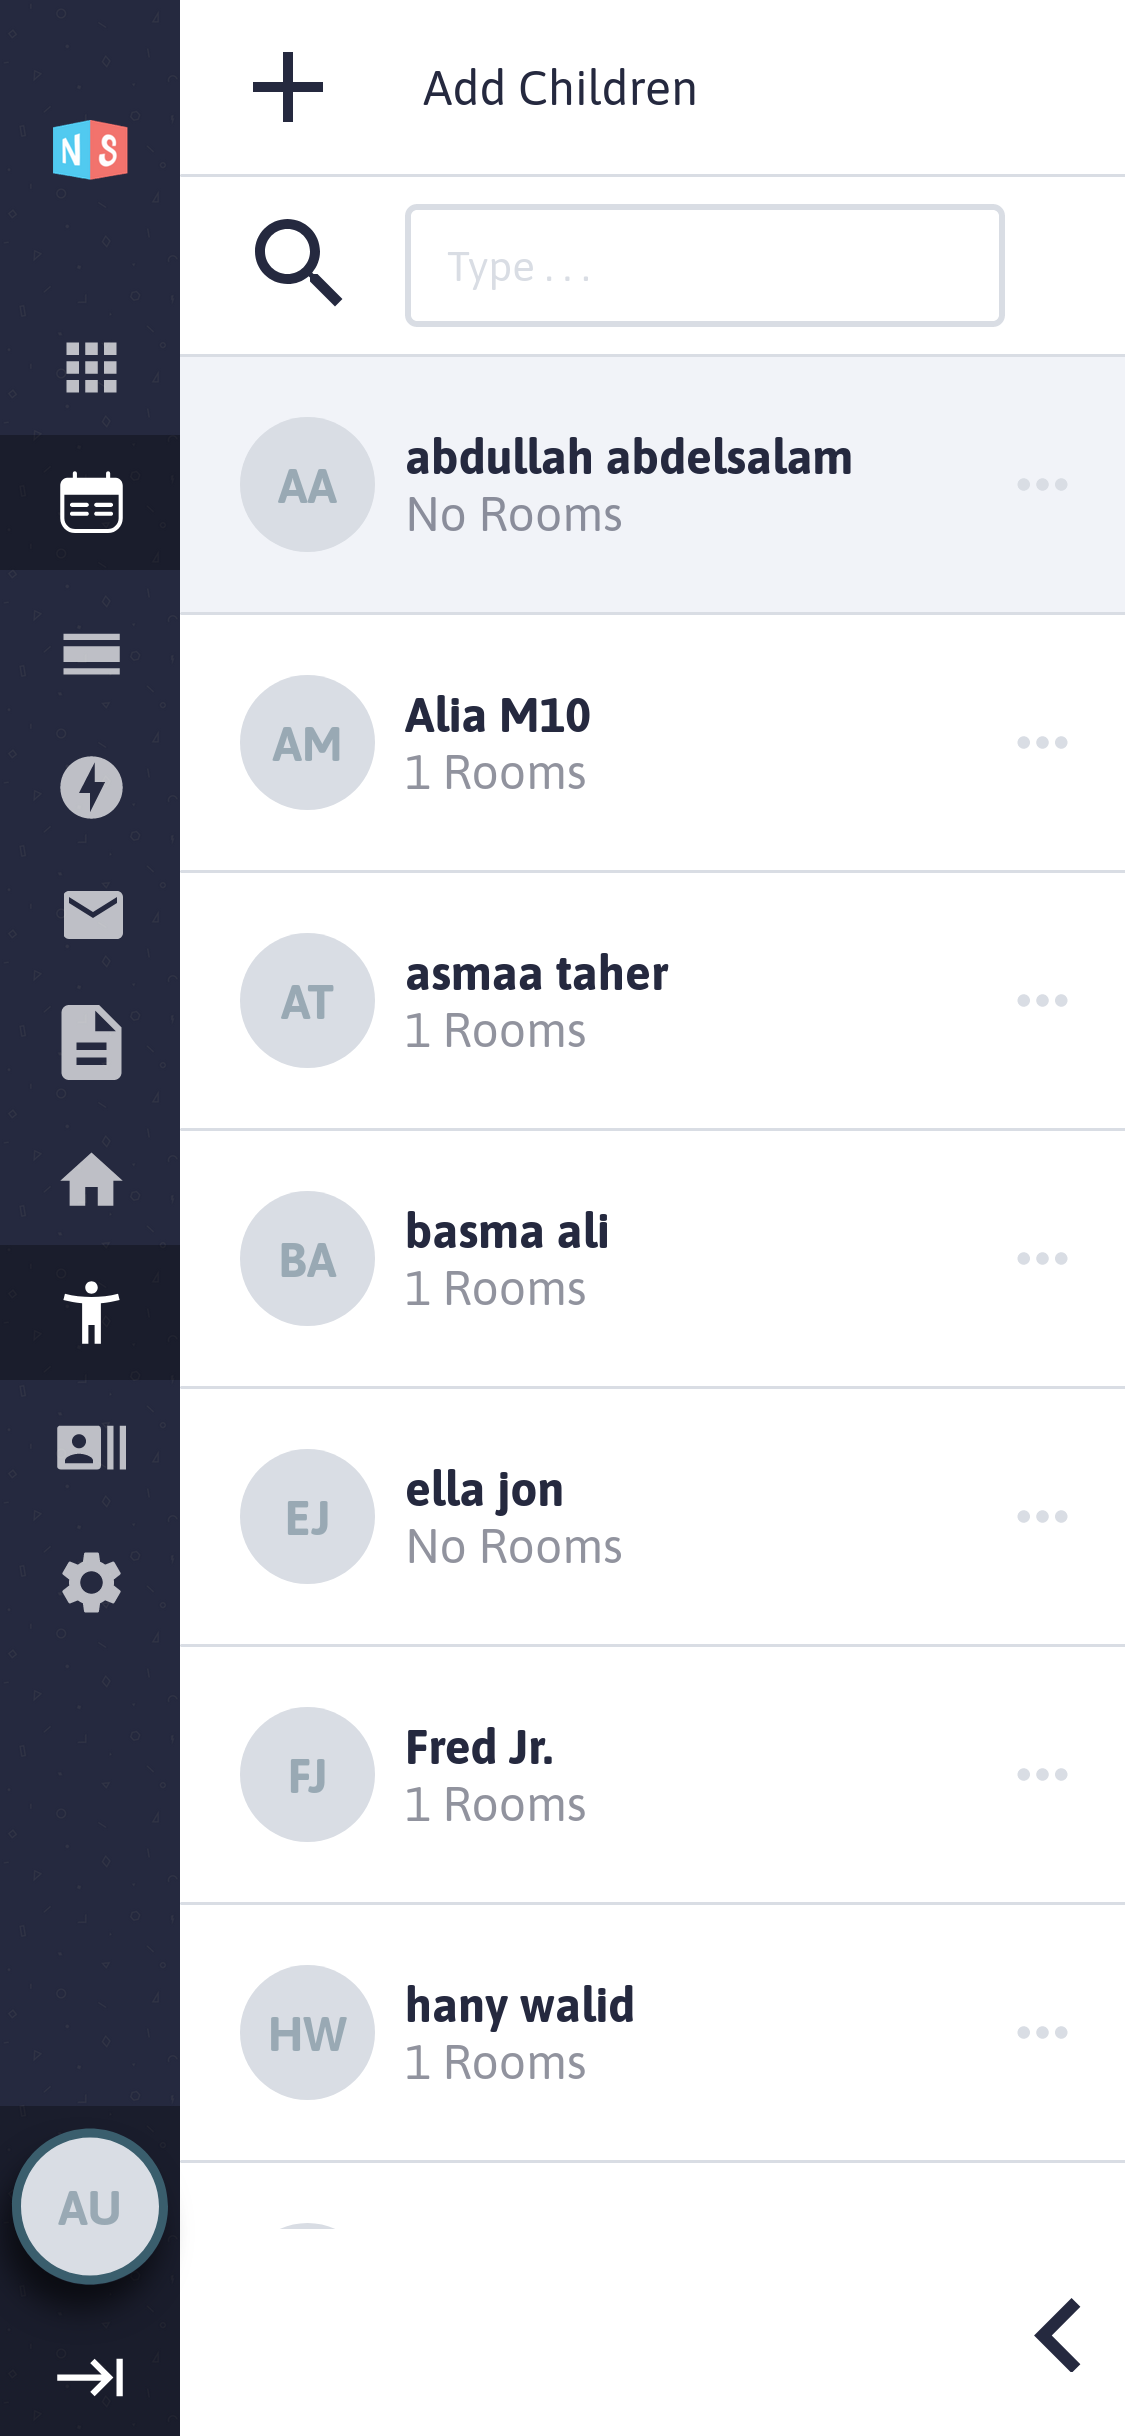 NS
Add Children
Type . . .
AA
abdullah abdelsalam
No Rooms
AM
Alia M10
1 Rooms
AT
asmaa taher
1 Rooms
BA
basma ali
1 Rooms
EJ
ella jon
No Rooms
FJ
Fred Jr.
1 Rooms
HW
hany walid
1 Rooms
AU